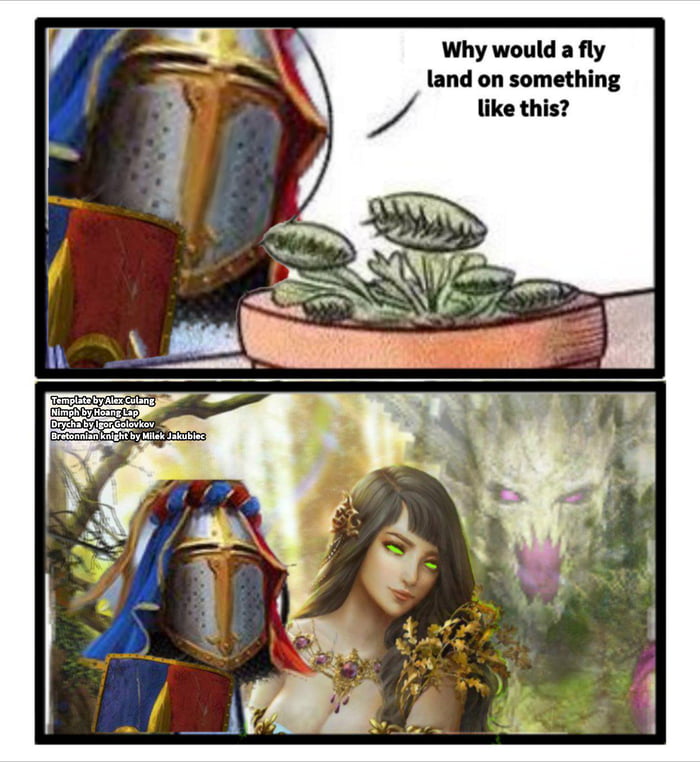 Why would a fly
land on something
like this?
Template by Alex Culang
Nimph by Hoang Lap
Drycha by Igor Golovkov
Bretonnian knight by Milek Jakubiec